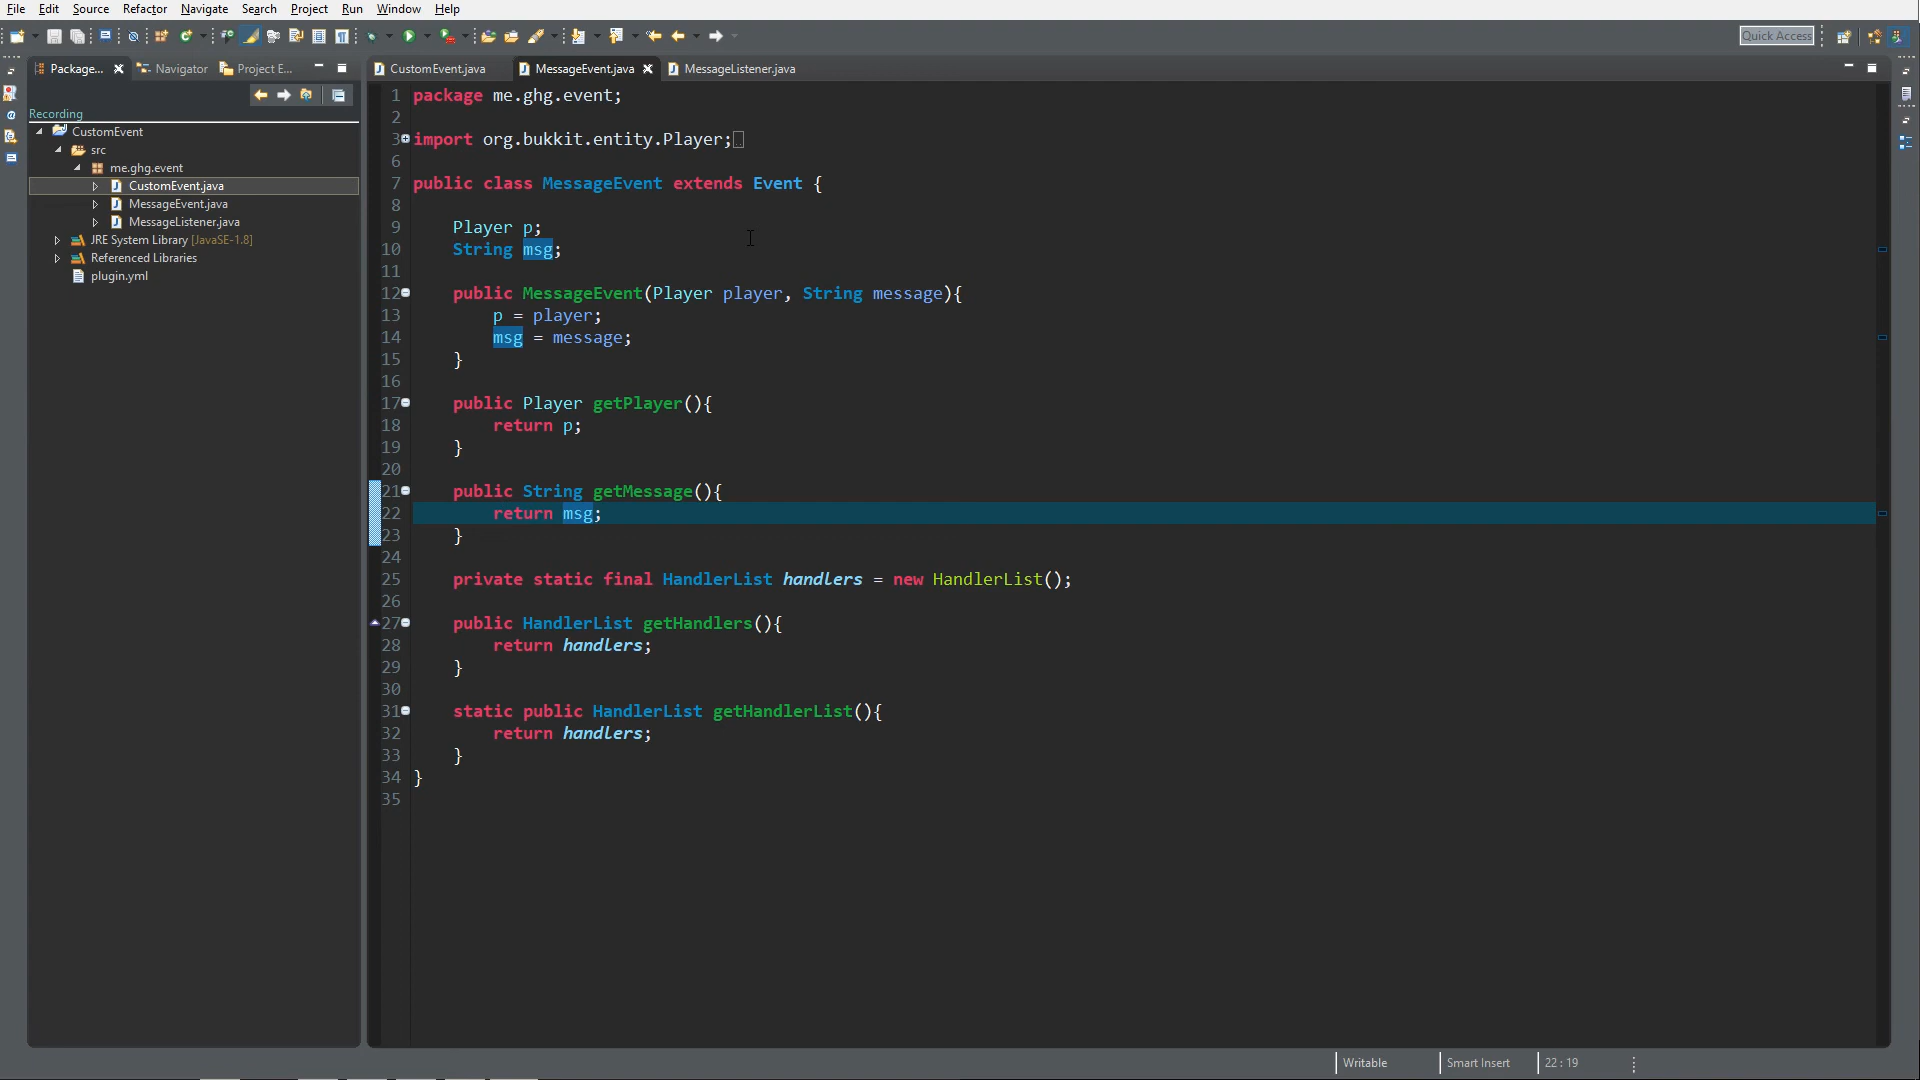 File Edit Source Refactor Navigate Search Project Run Window Help
Quick Access
Package... Navigator Project E...
CustomEvent.java MessageEvent.java MessageListener.java
Recording
CustomEvent
src
me.ghg.event
CustomEvent.java
MessageEvent.java
MessageListener.java
JRE System Library [JavaSE-1.8]
Referenced Libraries
plugin.yml
1 package me.ghg.event;
2
3 import org.bukkit.entity.Player;
6
7 public class MessageEvent extends Event {
8
9 Player p;
10 String msg;
11
12 public MessageEvent(Player player, String message){
13 p = player;
14 msg = message;
15 }
16
17 public Player getPlayer(){
18 return p;
19 }
20
21 public String getMessage(){
22 return msg;
23 }
24
25 private static final HandlerList handlers = new HandlerList();
26
27 public HandlerList getHandlers(){
28 return handlers;
29 }
30
31 static public HandlerList getHandlerList(){
32 return handlers;
33 }
34 }
35
Writable Smart Insert 22 : 19